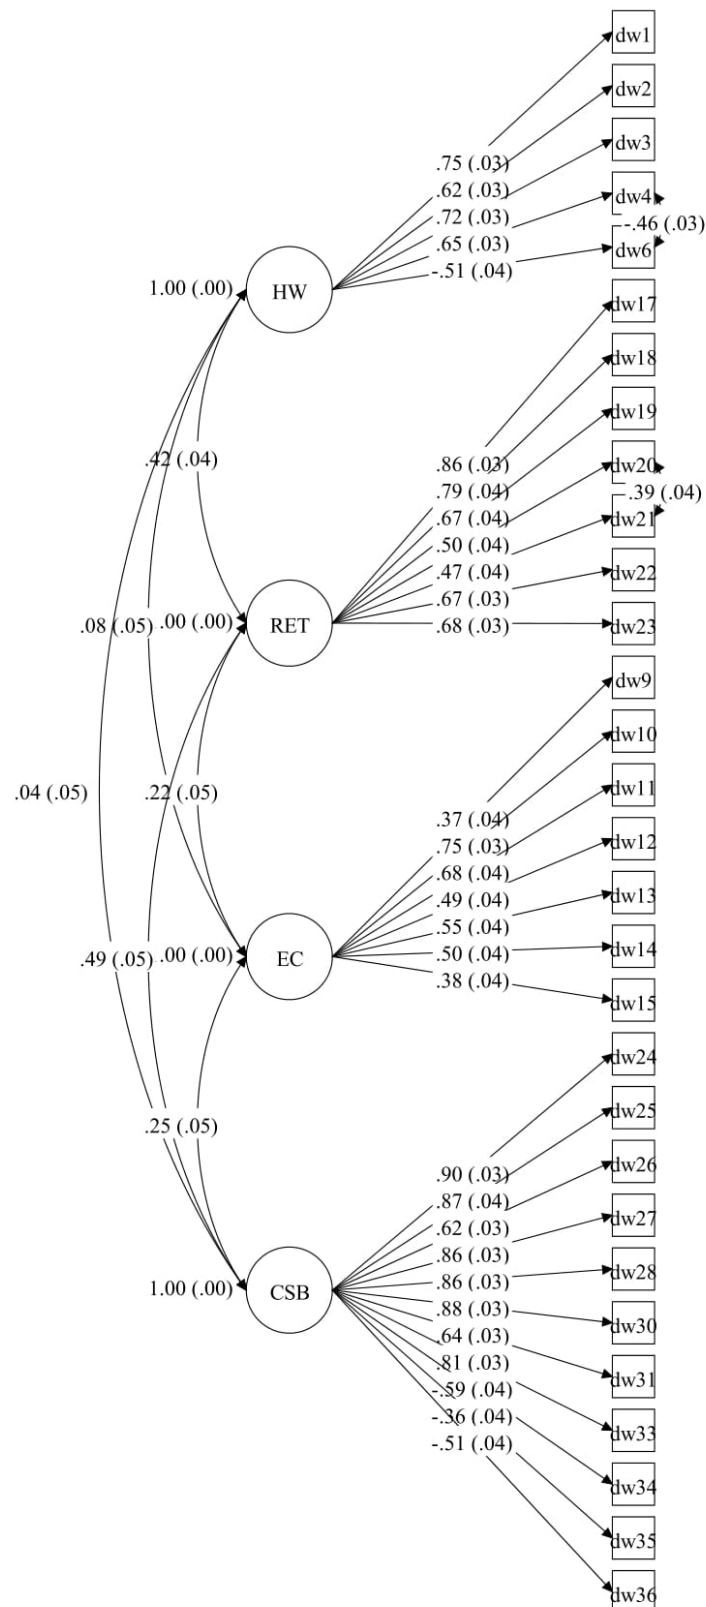 dw1
dw2
dw3
.75 (.03)
.62 (.03)
dw4
.72 (.03)
-.46 (.03)
.65 (.03)
dw6
-.51 (.04)
1.00 (.00)
HW
dw17
dw18
dw19
.42 (.04)
.86 (.03)
dw20
.79 (.04)
.39 (.04)
.67 (.04)
dw21
.50 (.04)
.47 (.04)
dw22
.67 (.03)
.08 (.05)
.00 (.00)
RET
.68 (.03)
dw23
dw9
dw10
.04 (.05)
.22 (.05)
dw11
.37 (.04)
.75 (.03)
dw12
.68 (.04)
.49 (.04)
dw13
.55 (.04)
dw14
.49 (.05)
.00 (.00)
EC
.50 (.04)
.38 (.04)
dw15
dw24
dw25
.25 (.05)
dw26
.90 (.03)
.87 (.04)
dw27
.62 (.03)
.86 (.03)
dw28
.86 (.03)
1.00 (.00)
CSB
.88 (.03)
dw30
.64 (.03)
.81 (.03)
dw31
-.59 (.04)
-.36 (.04)
dw33
-.51 (.04)
dw34
dw35
dw36